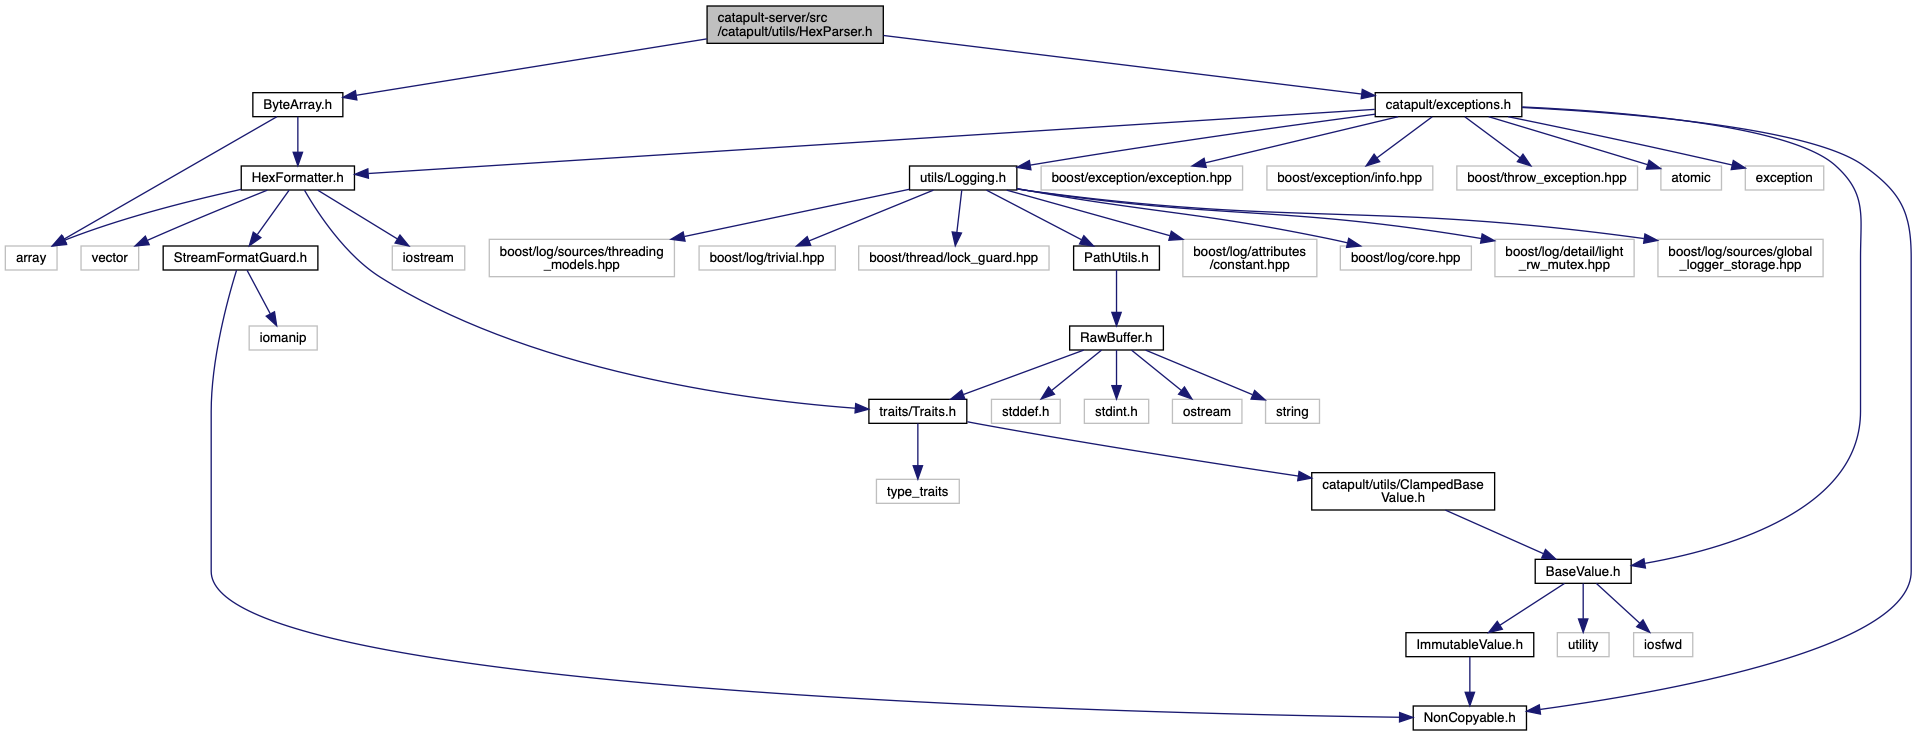 catapult-server/src
/catapult/utils/HexParser.h
ByteArray.h
catapult/exceptions.h
HexFormatter.h
utils/Logging.h
boost/exception/exception.hpp
boost/exception/info.hpp
boost/throw_exception.hpp
atomic
exception
array
vector
StreamFormatGuard.h
iostream
boost/log/sources/threading
_models.hpp
boost/log/trivial.hpp
boost/thread/lock_guard.hpp
PathUtils.h
boost/log/attributes
/constant.hpp
boost/log/core.hpp
boost/log/detail/light
_rw_mutex.hpp
boost/log/sources/global
_logger_storage.hpp
iomanip
RawBuffer.h
traits/Traits.h
stddef.h
stdint.h
ostream
string
type_traits
catapult/utils/ClampedBase
Value.h
BaseValue.h
ImmutableValue.h
utility
iosfwd
NonCopyable.h